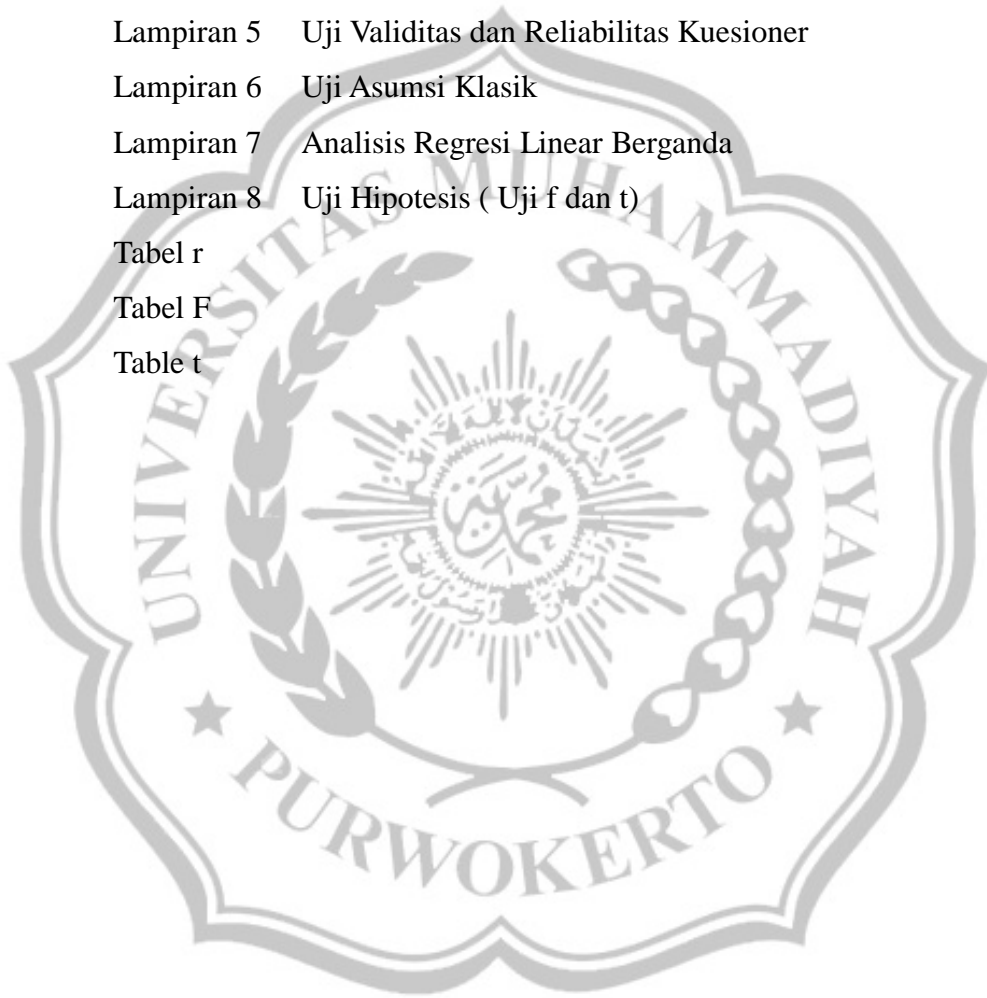 Lampiran 5 Uji Validitas dan Reliabilitas Kuesioner
Lampiran 6 Uji Asumsi Klasik
Lampiran 7 Analisis Regresi Linear Berganda
Lampiran 8 Uji Hipotesis ( Uji f dan t)
Tabel r
Tabel F
Table t
UNIVERSITAS MUHAMMADIYAH
PURWOKERTO